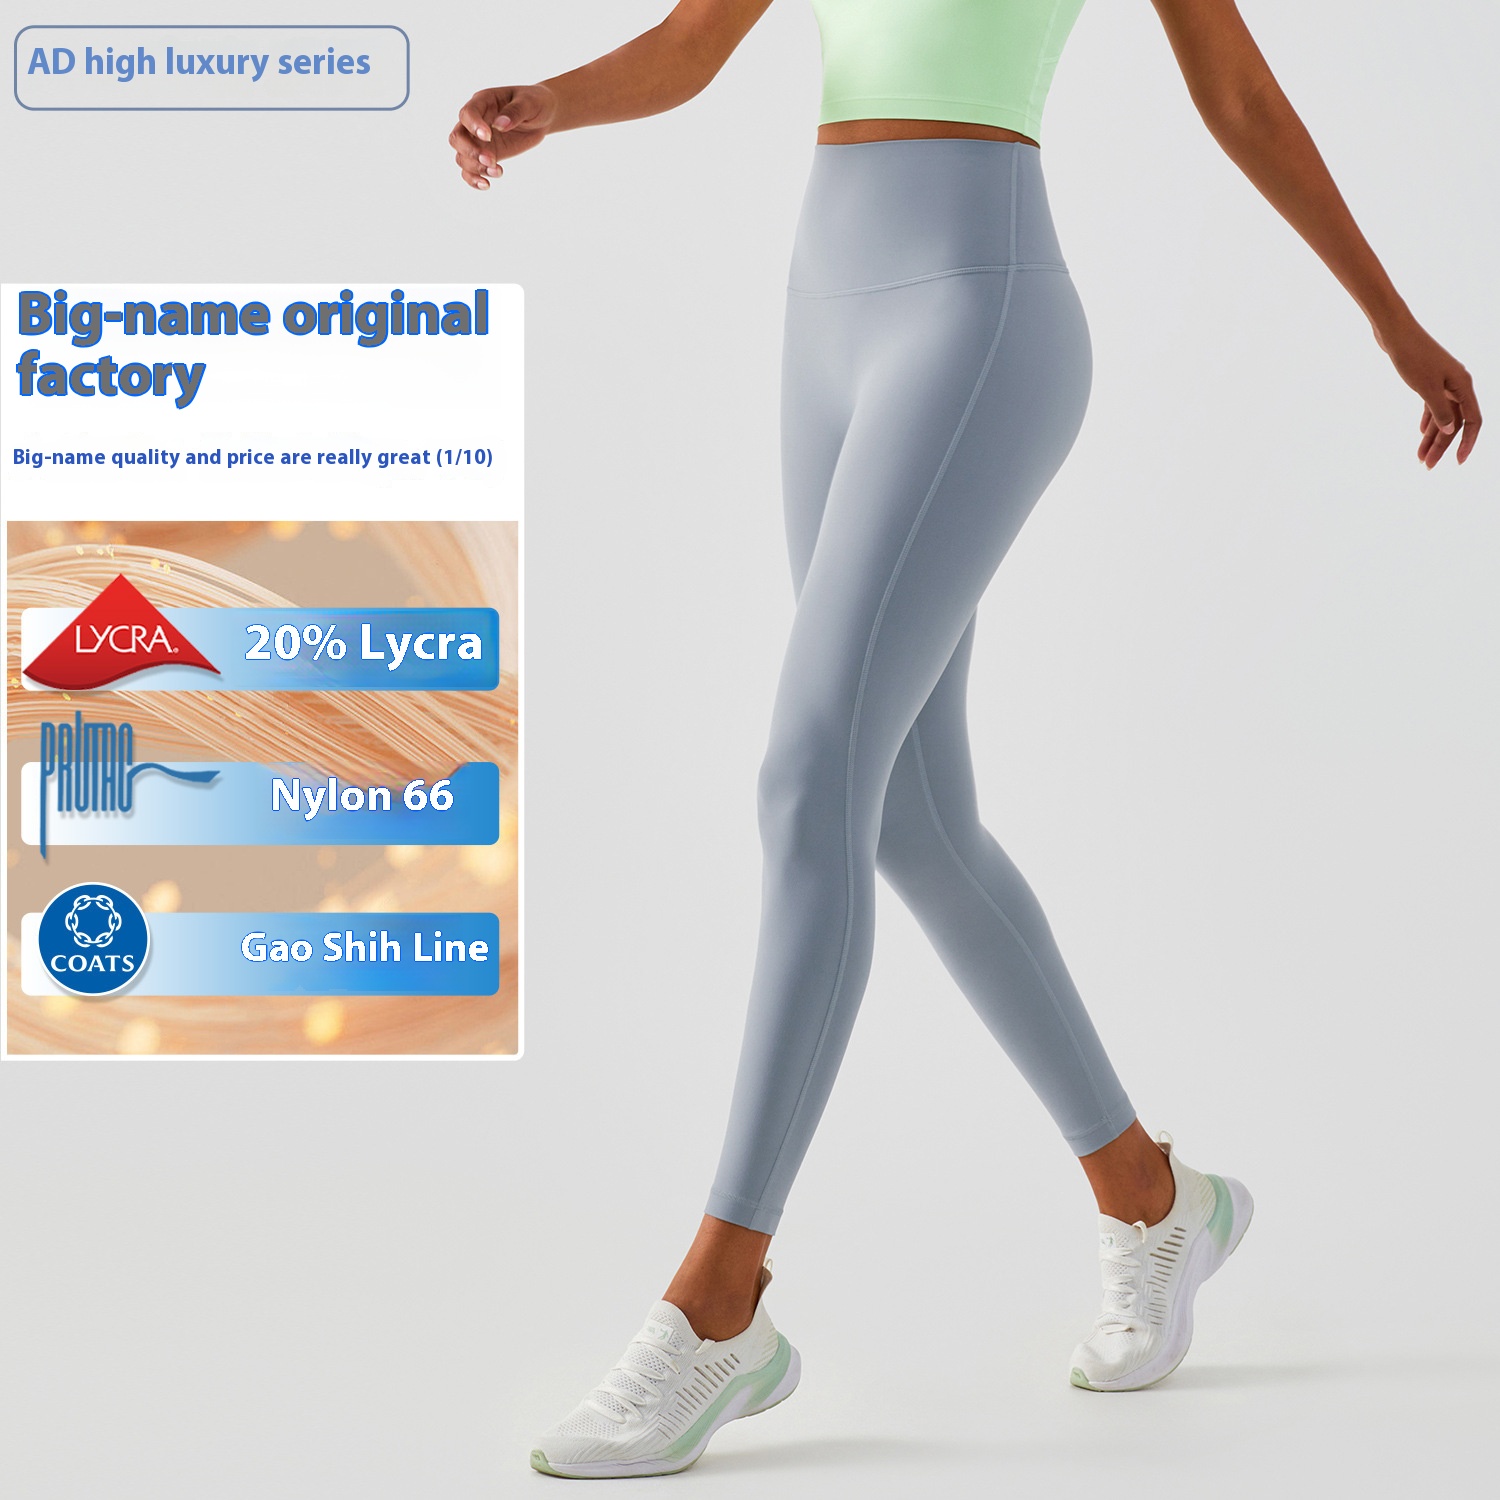 AD high luxury series
Big-name original
factory
Big-name quality and price are really great (1/10)
LYCRA®
20% Lycra
PRUTAC
Nylon 66
COATS
Gao Shih Line